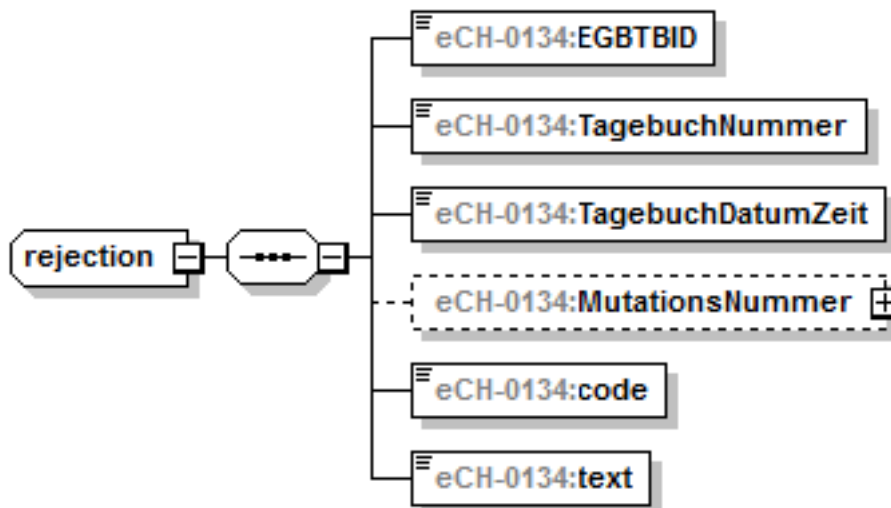 eCH-0134:EGBTBID
eCH-0134:TagebuchNummer
eCH-0134:TagebuchDatumZeit
rejection
eCH-0134:MutationsNummer
eCH-0134:code
eCH-0134:text